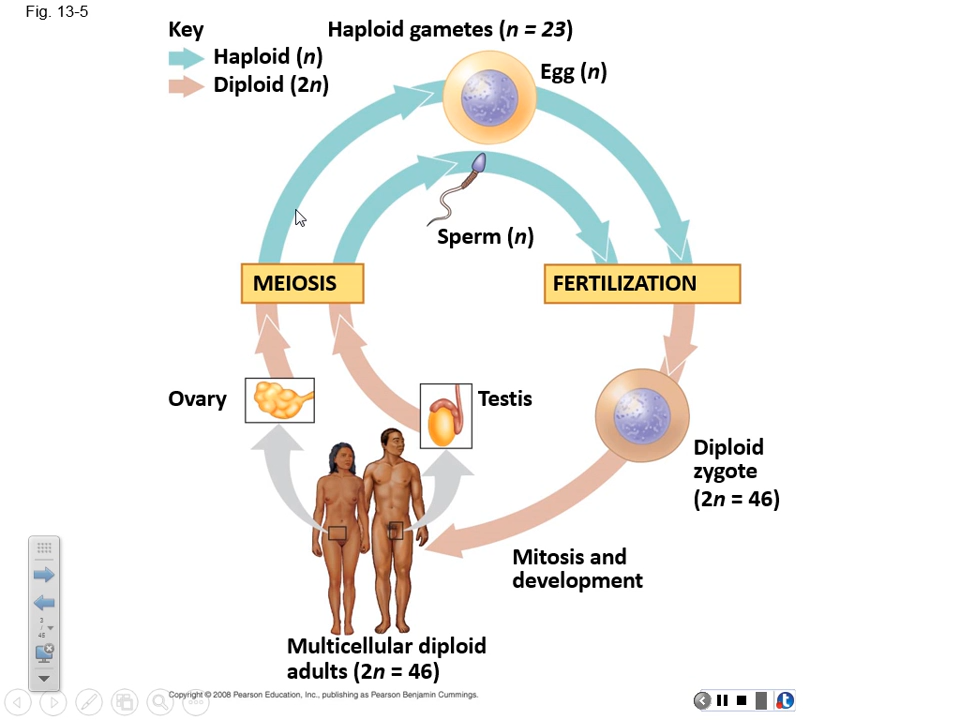 Fig. 13-5
Key
Haploid gametes (n = 23)
Haploid (n)
Diploid (2n)
Egg (n)
Sperm (n)
MEIOSIS
FERTILIZATION
Ovary
Testis
Diploid
zygote
(2n = 46)
Mitosis and
development
Multicellular diploid
adults (2n = 46)
Copyright © 2008 Pearson Education, Inc., publishing as Pearson Benjamin Cummings.
3
/
46
t